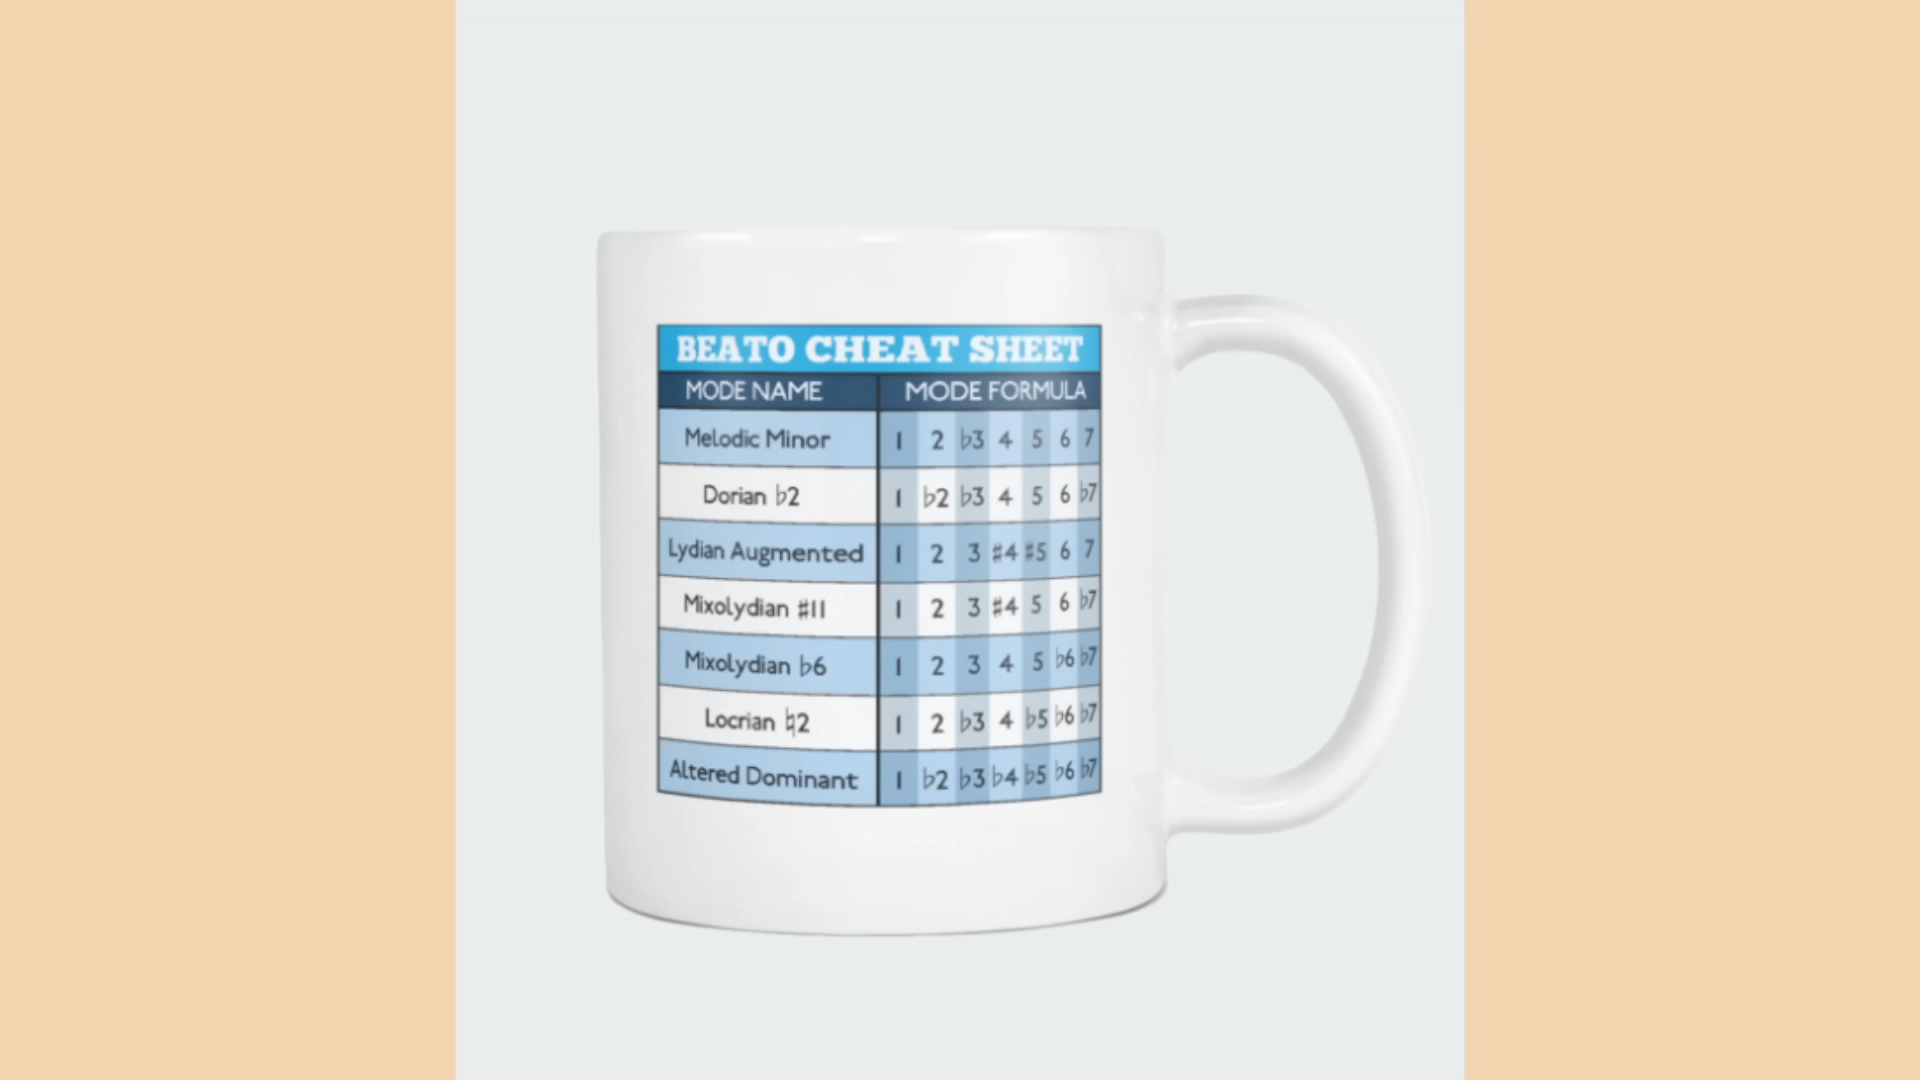 BEATO CHEAT SHEET
MODE NAME MODE FORMULA
Melodic Minor 1 2 ♭3 4 5 6 7
Dorian ♭2 1 ♭2 ♭3 4 5 6 ♭7
Lydian Augmented 1 2 3 ♯4 ♯5 6 7
Mixolydian ♯11 1 2 3 ♯4 5 6 ♭7
Mixolydian ♭6 1 2 3 4 5 ♭6 ♭7
Locrian ♮2 1 2 ♭3 4 ♭5 ♭6 ♭7
Altered Dominant 1 ♭2 ♭3 ♭4 ♭5 ♭6 ♭7